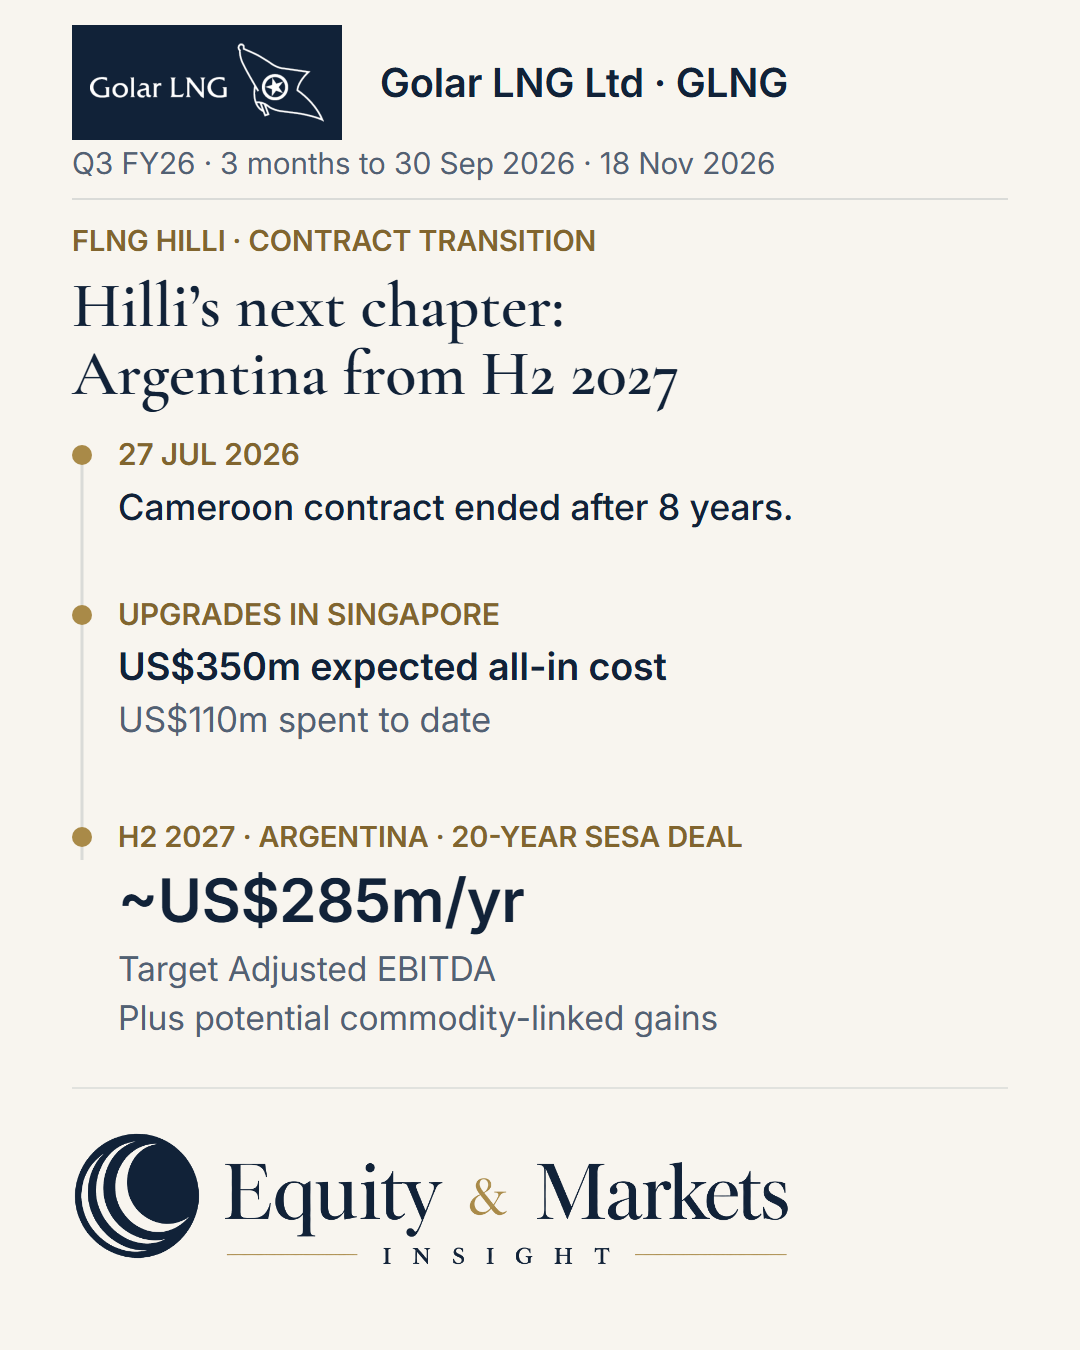 Golar LNG
Golar LNG Ltd · GLNG
Q3 FY26 · 3 months to 30 Sep 2026 · 18 Nov 2026
FLNG HILLI · CONTRACT TRANSITION
Hilli’s next chapter:
Argentina from H2 2027
27 JUL 2026
Cameroon contract ended after 8 years.
UPGRADES IN SINGAPORE
US$350m expected all-in cost
US$110m spent to date
H2 2027 · ARGENTINA · 20-YEAR SESA DEAL
~US$285m/yr
Target Adjusted EBITDA
Plus potential commodity-linked gains
Equity & Markets
INSIGHT